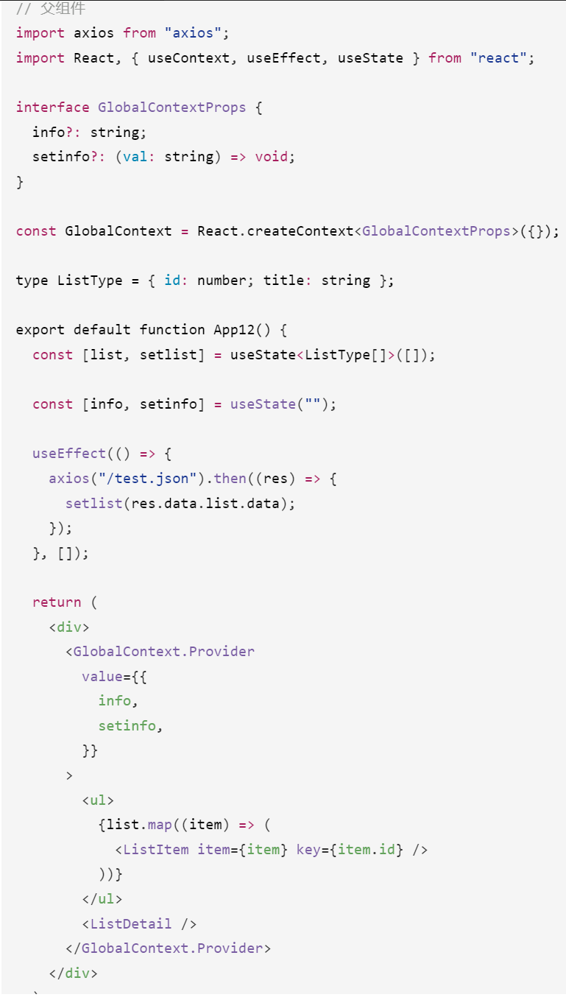 // 父组件
import axios from "axios";
import React, { useContext, useEffect, useState } from "react";
interface GlobalContextProps {
info?: string;
setinfo?: (val: string) => void;
}
const GlobalContext = React.createContext<GlobalContextProps>({});
type ListType = { id: number; title: string };
export default function App12() {
const [list, setlist] = useState<ListType[]>([]);
const [info, setinfo] = useState("");
useEffect(() => {
axios("/test.json").then((res) => {
setlist(res.data.list.data);
});
}, []);
return (
<div>
<GlobalContext.Provider
value={{
info,
setinfo,
}}
>
<ul>
{list.map((item) => (
<ListItem item={item} key={item.id} />
))}
</ul>
<ListDetail />
</GlobalContext.Provider>
</div>